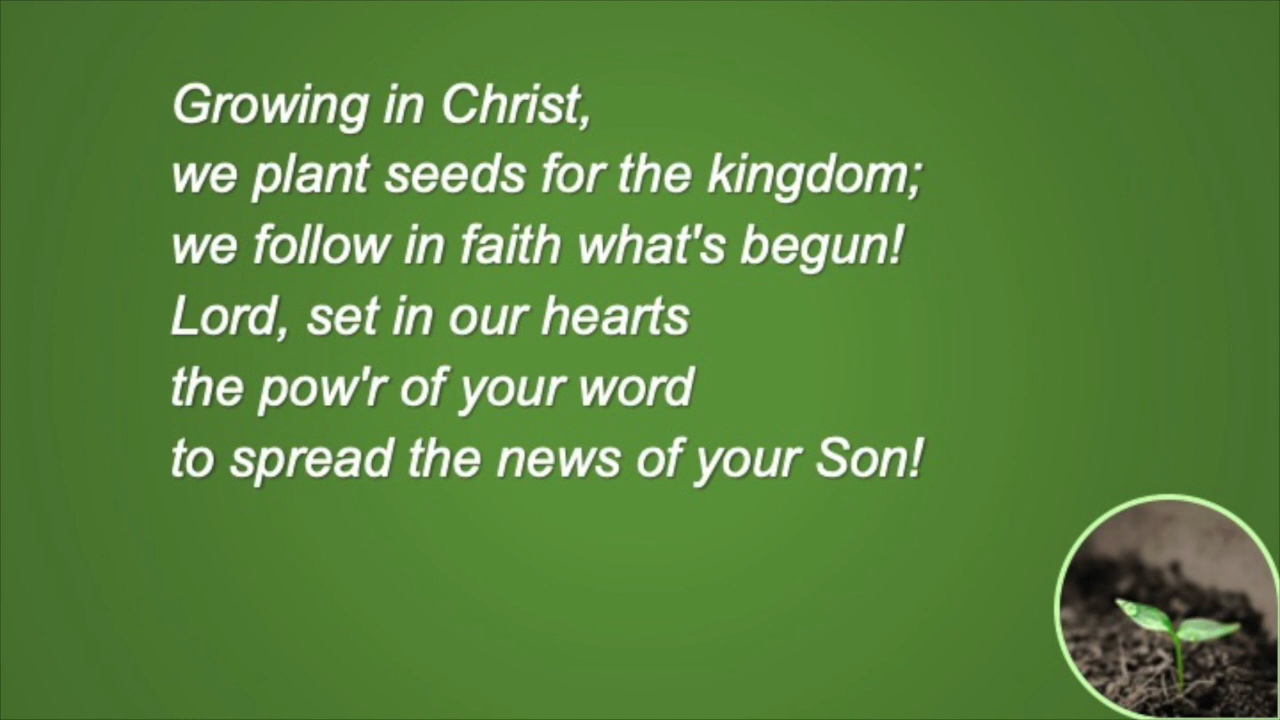 Growing in Christ,
we plant seeds for the kingdom;
we follow in faith what's begun!
Lord, set in our hearts
the pow'r of your word
to spread the news of your Son!